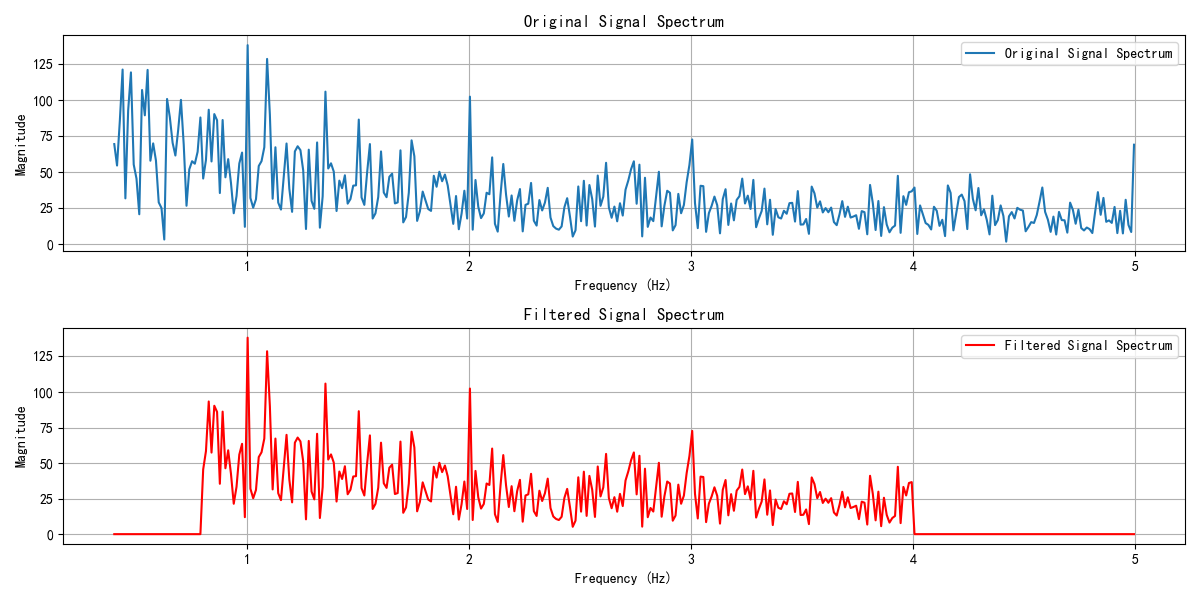 Original Signal Spectrum
Original Signal Spectrum
Magnitude
125
100
75
50
25
0
1 2 3 4 5
Frequency (Hz)
Filtered Signal Spectrum
Filtered Signal Spectrum
Magnitude
125
100
75
50
25
0
1 2 3 4 5
Frequency (Hz)